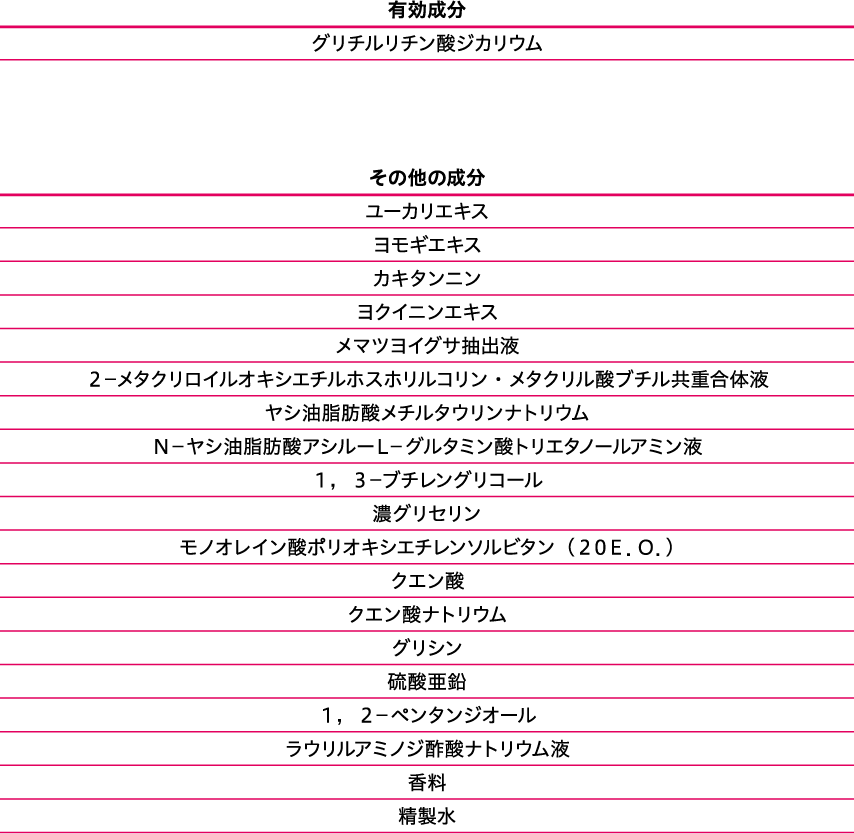 有効成分
グリチルリチン酸ジカリウム
その他の成分
ユーカリエキス
ヨモギエキス
カキタンニン
ヨクイニンエキス
メマツヨイグサ抽出液
２−メタクリロイルオキシエチルホスホリルコリン・メタクリル酸ブチル共重合体液
ヤシ油脂肪酸メチルタウリンナトリウム
Ｎ−ヤシ油脂肪酸アシル−Ｌ−グルタミン酸トリエタノールアミン液
１，３−ブチレングリコール
濃グリセリン
モノオレイン酸ポリオキシエチレンソルビタン（２０Ｅ．Ｏ．）
クエン酸
クエン酸ナトリウム
グリシン
硫酸亜鉛
１，２−ペンタンジオール
ラウリルアミノジ酢酸ナトリウム液
香料
精製水